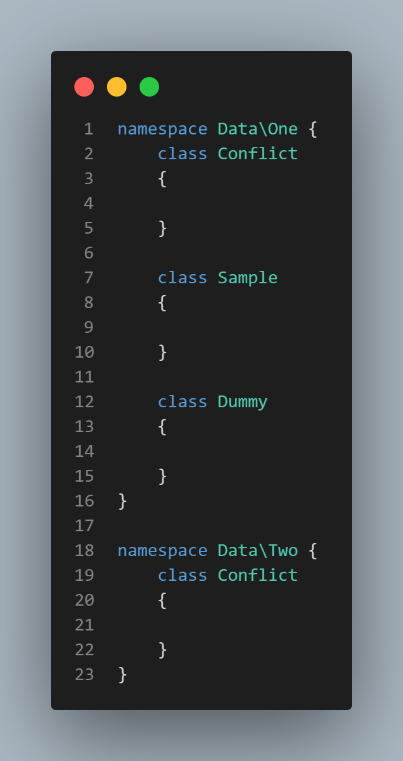 1 namespace Data\One {
2     class Conflict
3     {
4
5     }
6
7     class Sample
8     {
9
10     }
11
12     class Dummy
13     {
14
15     }
16 }
17
18 namespace Data\Two {
19     class Conflict
20     {
21
22     }
23 }